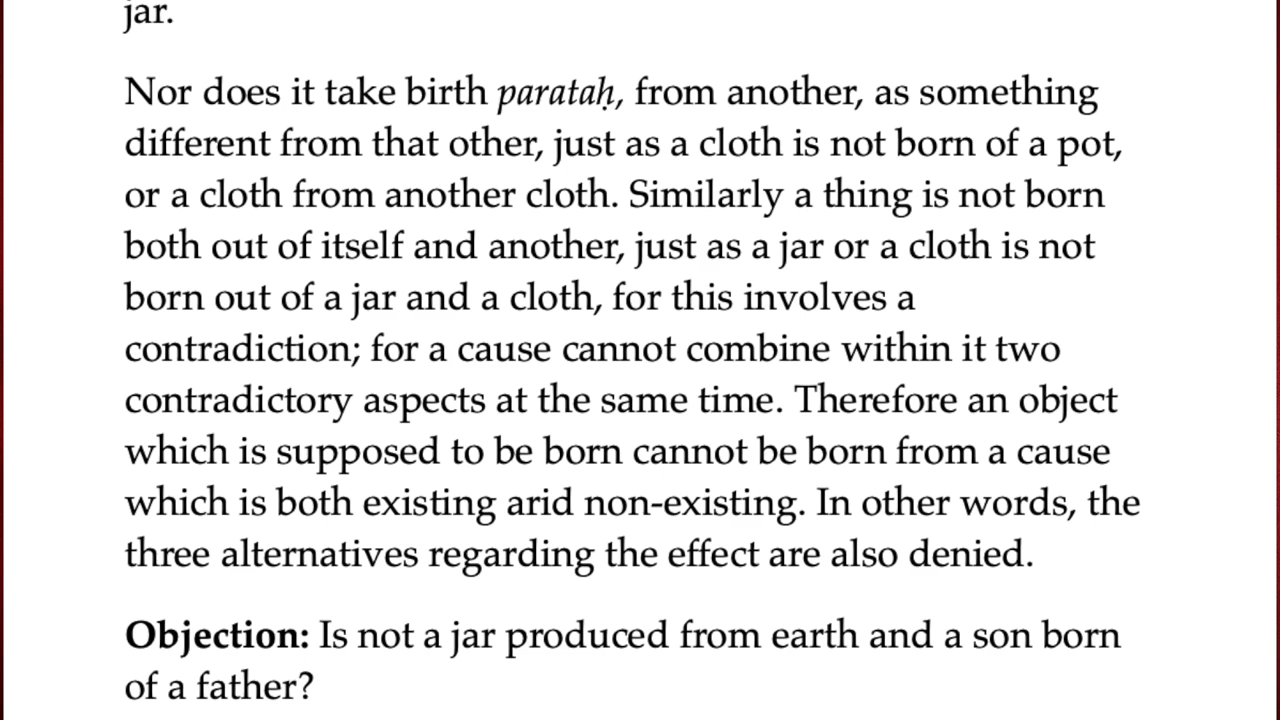 jar.
Nor does it take birth parataḥ, from another, as something
different from that other, just as a cloth is not born of a pot,
or a cloth from another cloth. Similarly a thing is not born
both out of itself and another, just as a jar or a cloth is not
born out of a jar and a cloth, for this involves a
contradiction; for a cause cannot combine within it two
contradictory aspects at the same time. Therefore an object
which is supposed to be born cannot be born from a cause
which is both existing arid non-existing. In other words, the
three alternatives regarding the effect are also denied.
Objection: Is not a jar produced from earth and a son born
of a father?